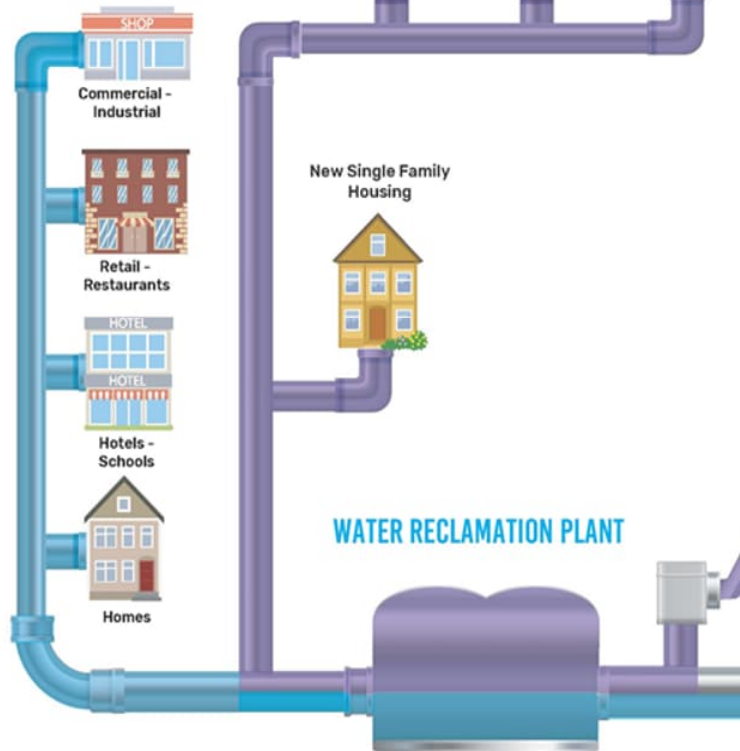 SHOP
Commercial -
Industrial
Retail -
Restaurants
HOTEL
HOTEL
Hotels -
Schools
Homes
New Single Family
Housing
WATER RECLAMATION PLANT